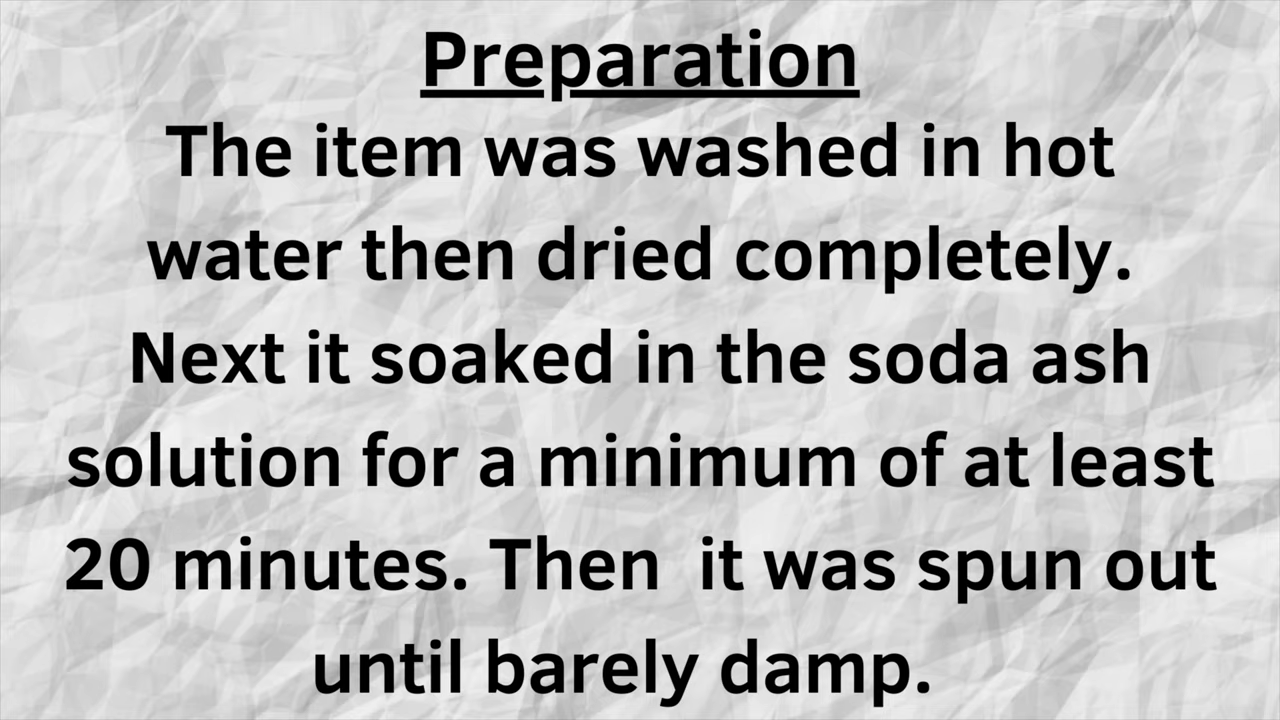 Preparation
The item was washed in hot
water then dried completely.
Next it soaked in the soda ash
solution for a minimum of at least
20 minutes. Then  it was spun out
until barely damp.